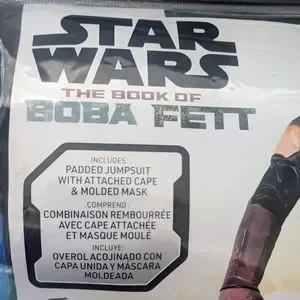 STAR
WARS
THE BOOK OF
BOBA FETT
INCLUDES:
PADDED JUMPSUIT
WITH ATTACHED CAPE
& MOLDED MASK
COMPREND:
COMBINAISON REMBOURRÉE
AVEC CAPE ATTACHÉE
ET MASQUE MOULÉ
INCLUYE:
OVEROL ACOJINADO CON
CAPA UNIDA Y MÁSCARA
MOLDEADA